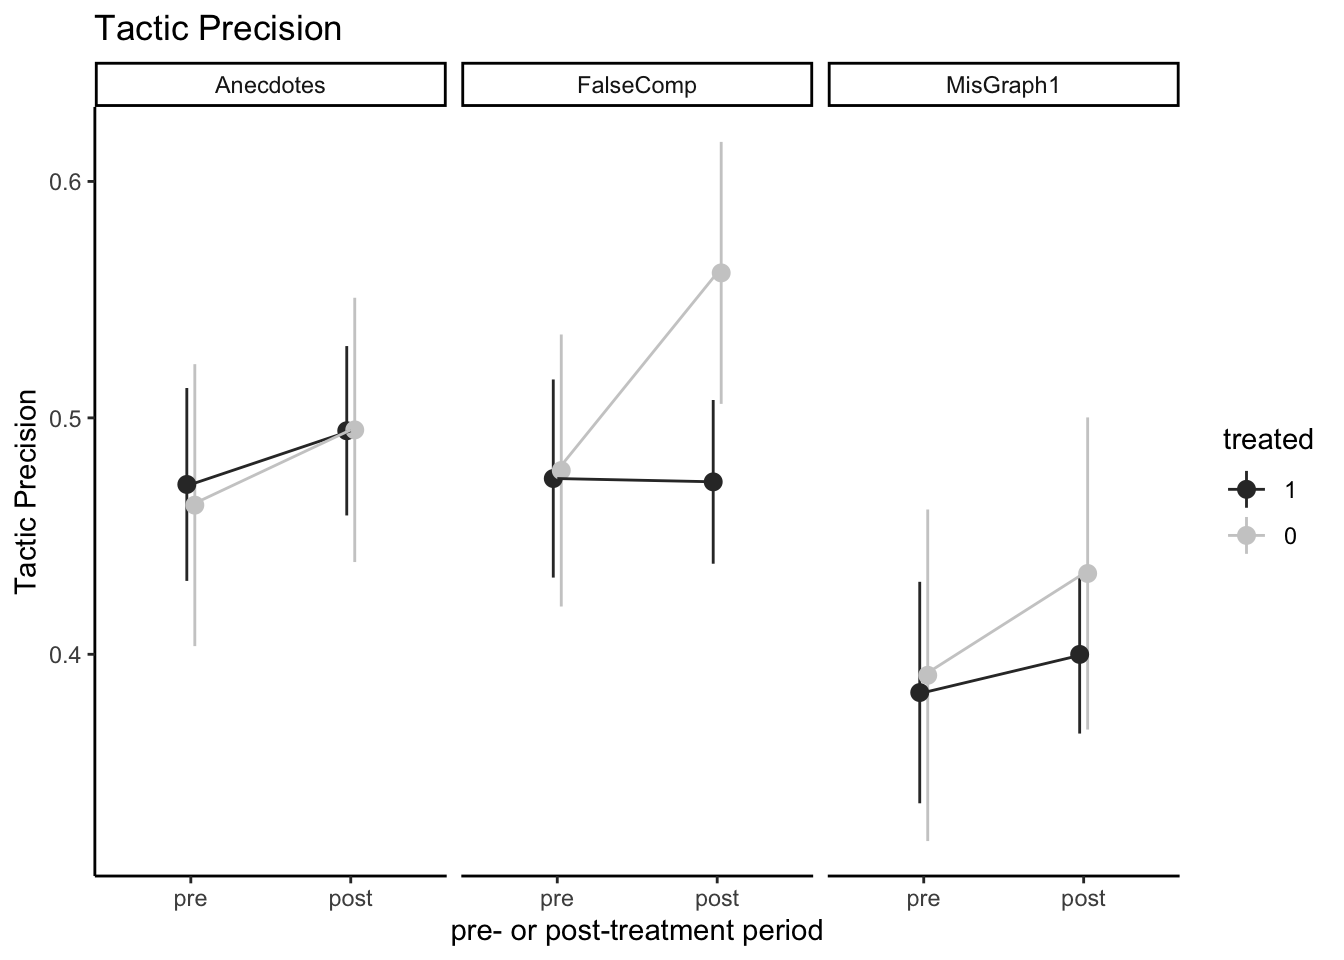 Tactic Precision
Anecdotes
FalseComp
MisGraph1
Tactic Precision
0.6
0.5
0.4
pre
post
pre
post
pre
post
pre- or post-treatment period
treated
1
0